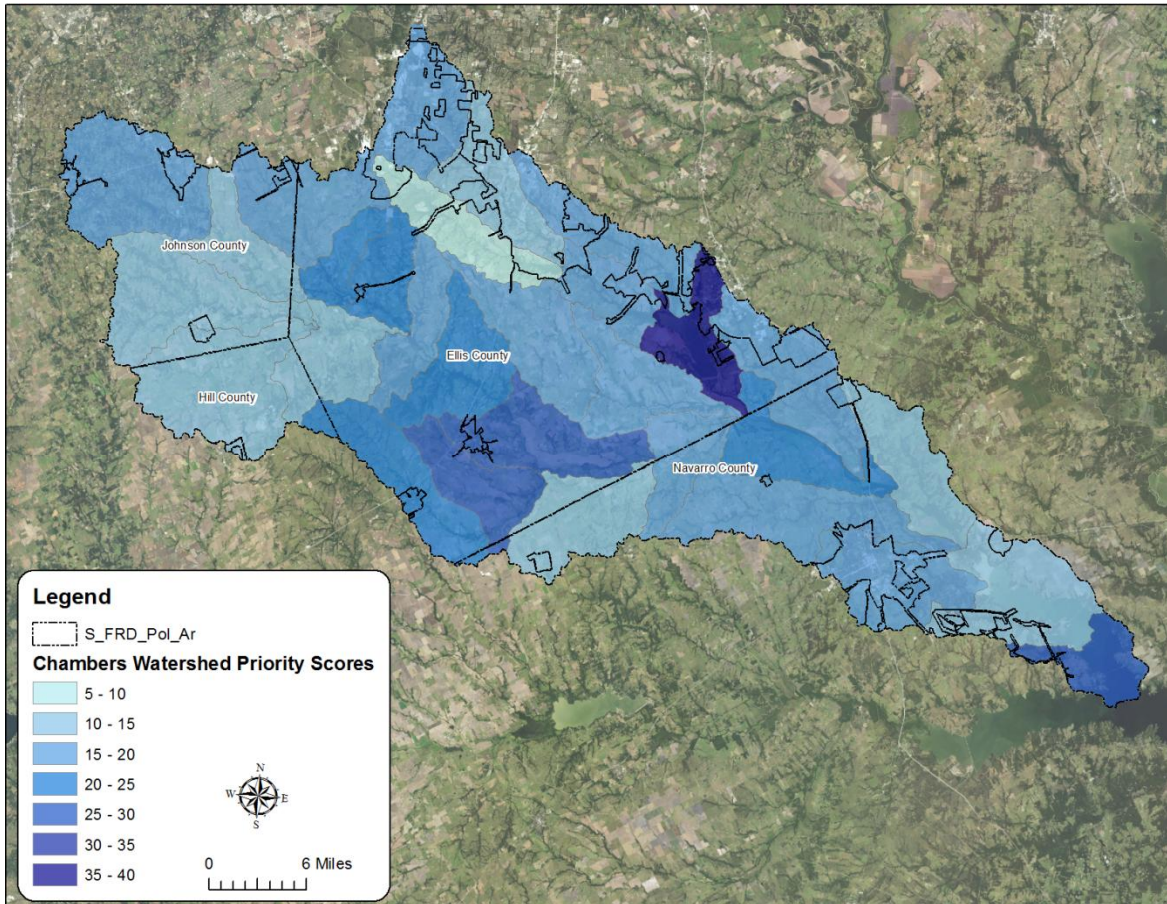 Johnson County
Ellis County
Hill County
Navarro County
Legend
S_FRD_Pol_Ar
Chambers Watershed Priority Scores
5 - 10
10 - 15
15 - 20
20 - 25
25 - 30
30 - 35
35 - 40
N
W E
S
0 6 Miles